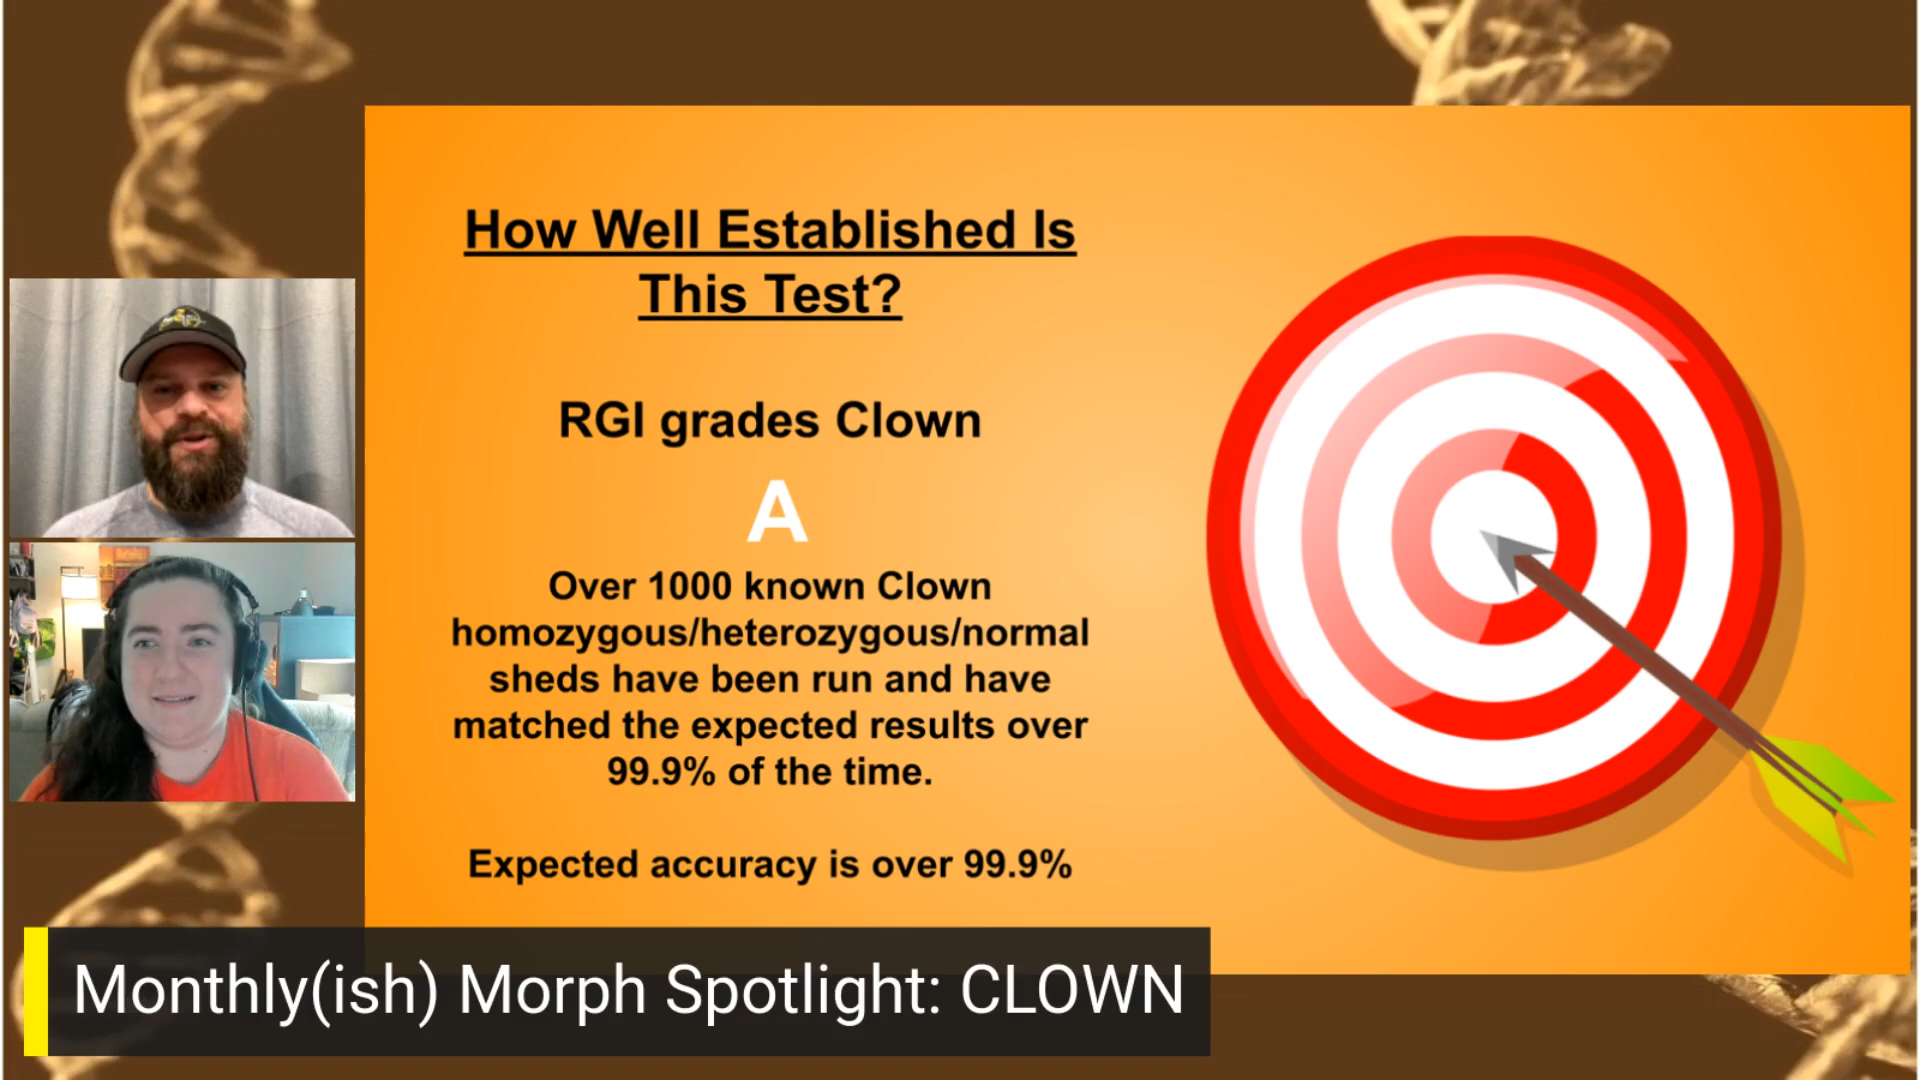 How Well Established Is
This Test?
RGI grades Clown
A
Over 1000 known Clown
homozygous/heterozygous/normal
sheds have been run and have
matched the expected results over
99.9% of the time.
Expected accuracy is over 99.9%
Monthly(ish) Morph Spotlight: CLOWN